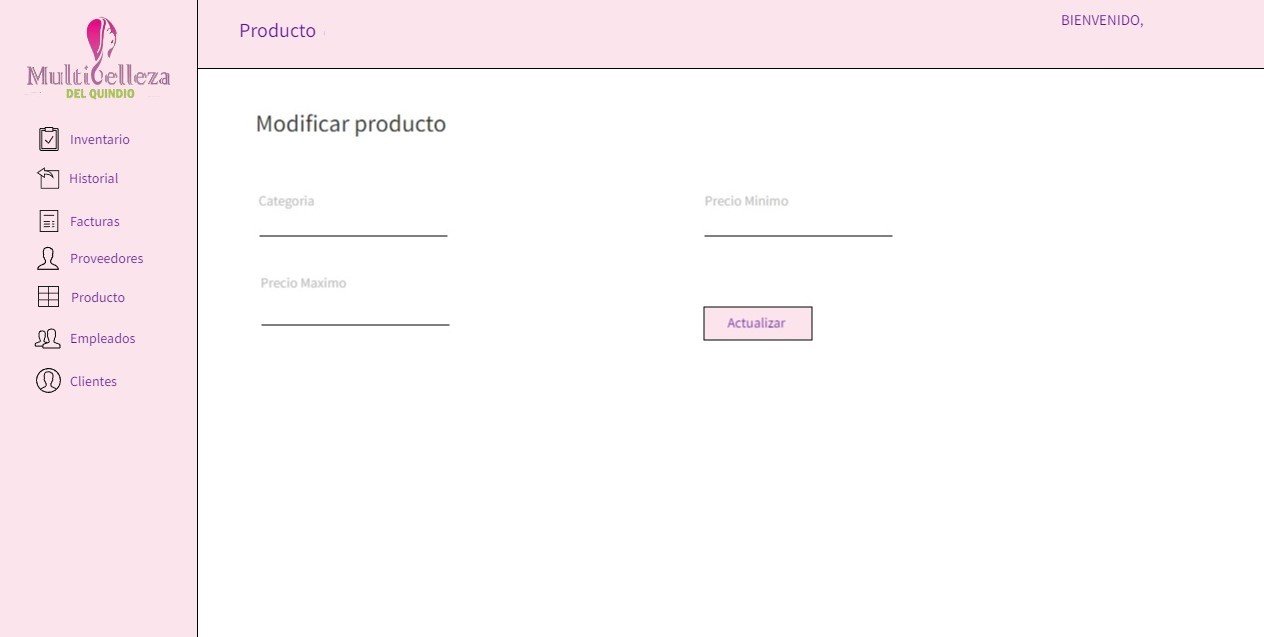 Multibelleza
DEL QUINDIO
Inventario
Historial
Facturas
Proveedores
Producto
Empleados
Clientes
Producto
BIENVENIDO,
Modificar producto
Categoria
Precio Minimo
Precio Maximo
Actualizar